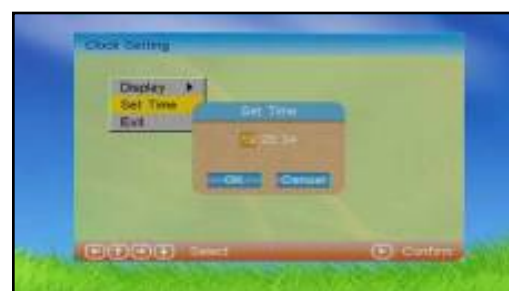 Clock Setting
Display
Set Time
Exit
Set Time
OK Cancel
Select Confirm